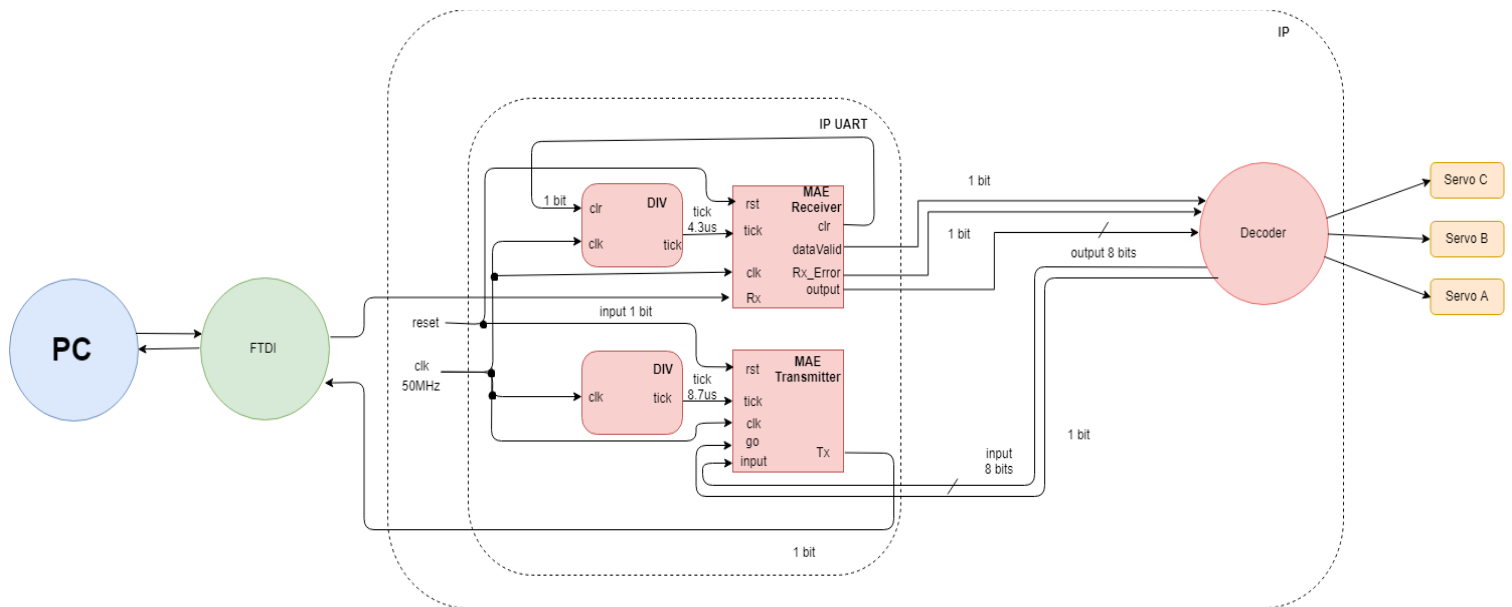 IP
IP UART
PC
FTDI
reset
clk
50MHz
1 bit
clr
DIV
clk
tick
tick
4.3us
MAE
Receiver
rst
tick
clk
Rx
clr
dataValid
Rx_Error
output
input 1 bit
DIV
clk
tick
tick
8.7us
MAE
Transmitter
rst
tick
clk
go
input
Tx
1 bit
1 bit
output 8 bits
input
8 bits
1 bit
1 bit
Decoder
Servo C
Servo B
Servo A